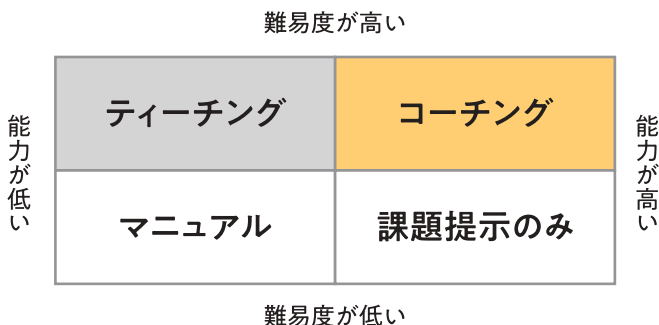 難易度が高い
能力が低い
ティーチング
コーチング
能力が高い
マニュアル
課題提示のみ
難易度が低い